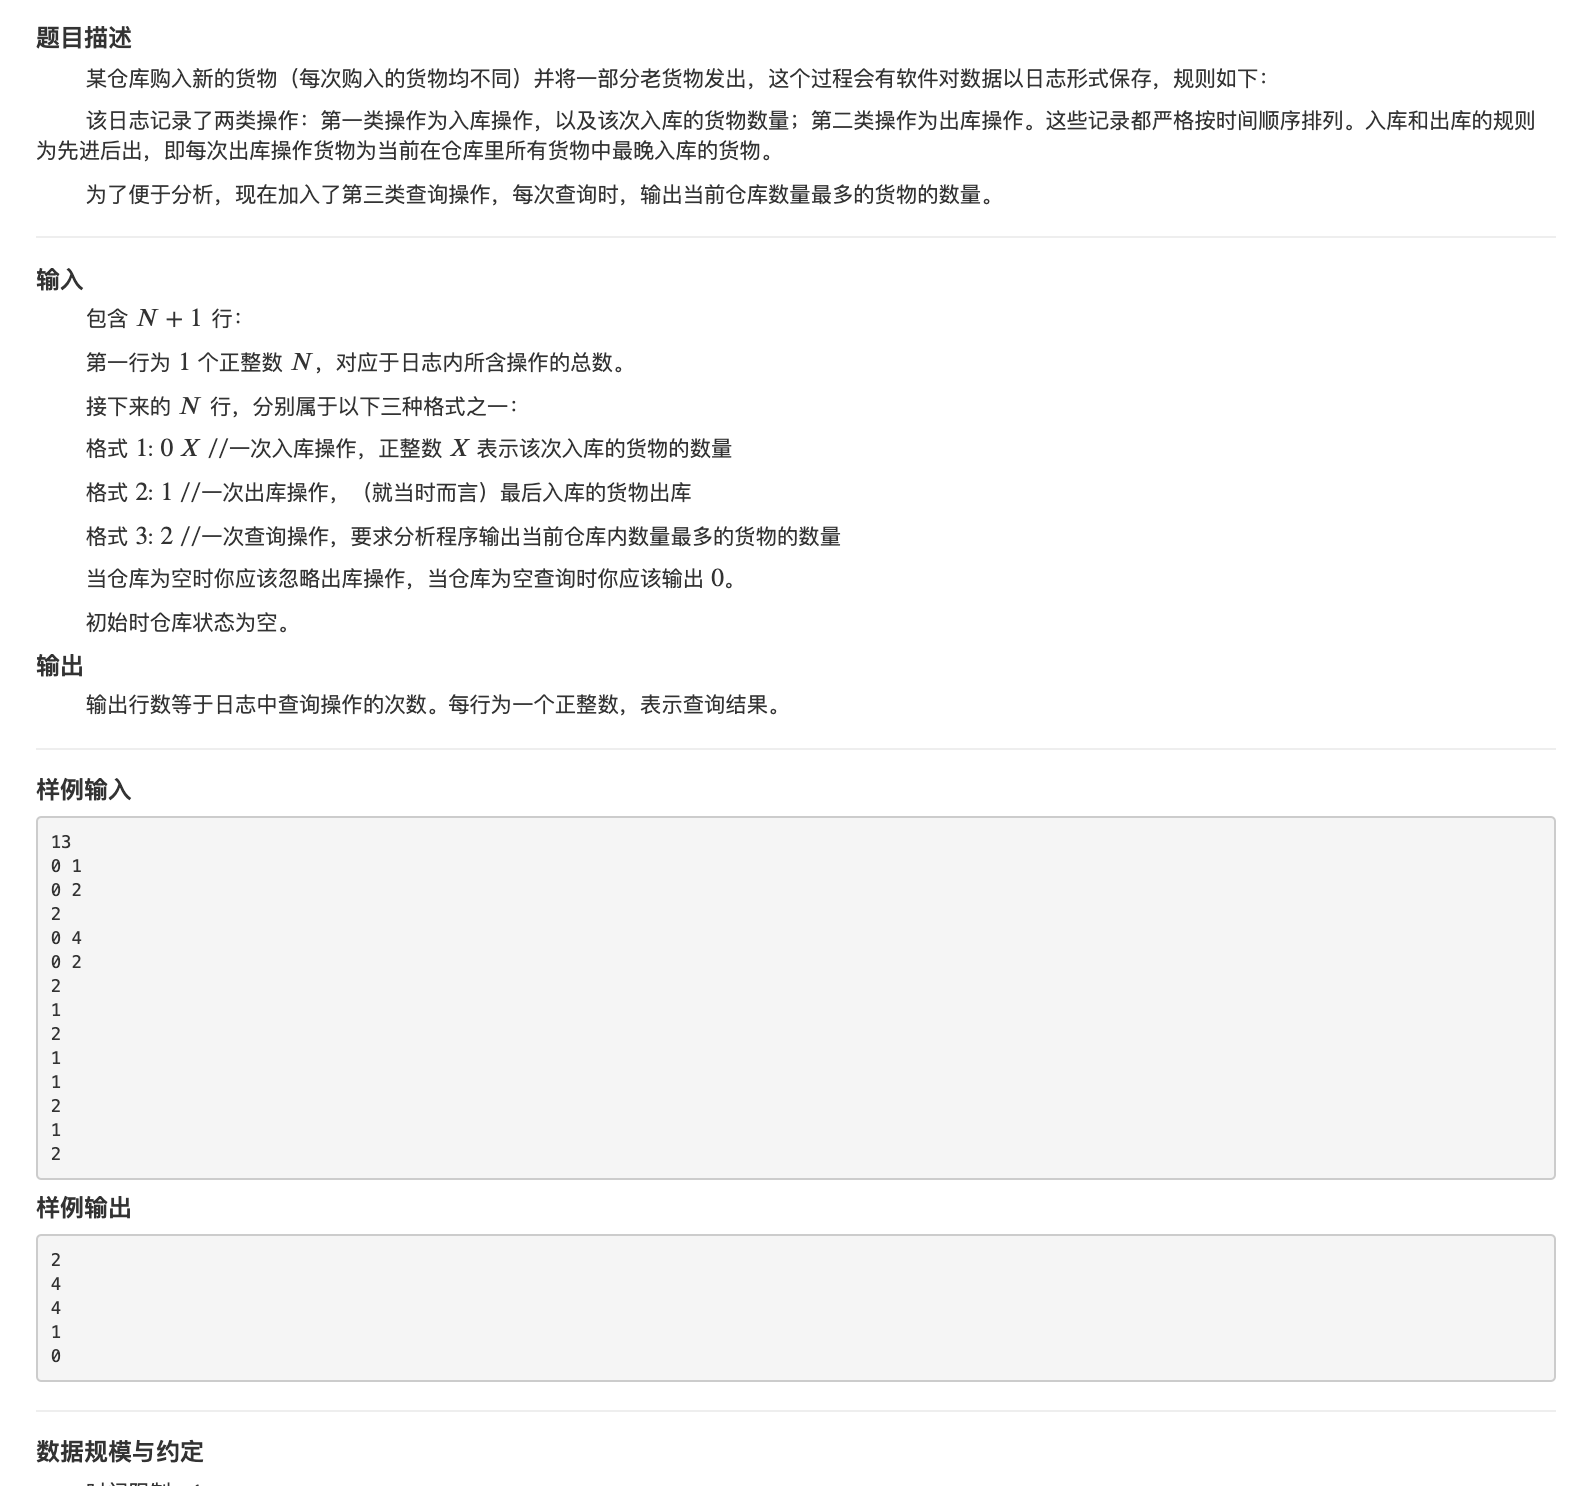 题目描述
某仓库购入新的货物（每次购入的货物均不同）并将一部分老货物发出，这个过程会有软件对数据以日志形式保存，规则如下：
该日志记录了两类操作：第一类操作为入库操作，以及该次入库的货物数量；第二类操作为出库操作。这些记录都严格按时间顺序排列。入库和出库的规则
为先进后出，即每次出库操作货物为当前在仓库里所有货物中最晚入库的货物。
为了便于分析，现在加入了第三类查询操作，每次查询时，输出当前仓库数量最多的货物的数量。
输入
包含 N + 1 行：
第一行为 1 个正整数 N，对应于日志内所含操作的总数。
接下来的 N 行，分别属于以下三种格式之一：
格式 1: 0 X //一次入库操作，正整数 X 表示该次入库的货物的数量
格式 2: 1 //一次出库操作，（就当时而言）最后入库的货物出库
格式 3: 2 //一次查询操作，要求分析程序输出当前仓库内数量最多的货物的数量
当仓库为空时你应该忽略出库操作，当仓库为空查询时你应该输出 0。
初始时仓库状态为空。
输出
输出行数等于日志中查询操作的次数。每行为一个正整数，表示查询结果。
样例输入
13
0 1
0 2
2
0 4
0 2
2
1
2
1
1
2
1
2
样例输出
2
4
4
1
0
数据规模与约定